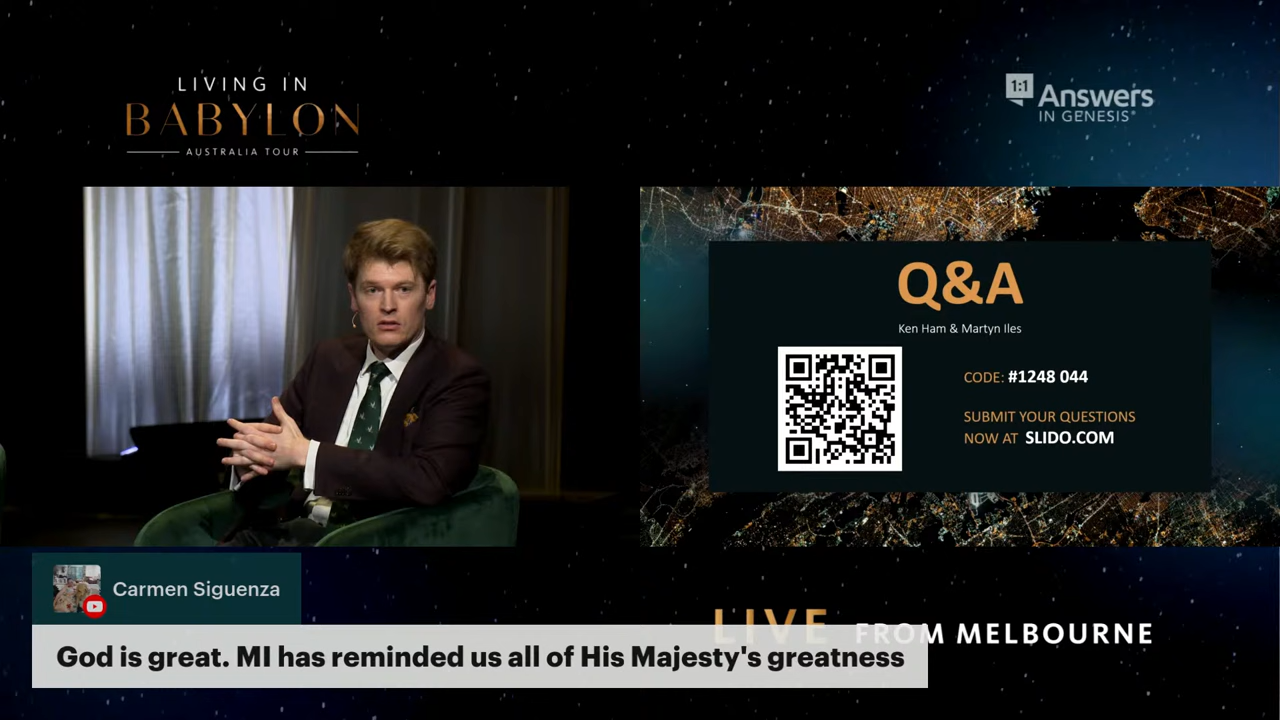 LIVING IN
BABYLON
AUSTRALIA TOUR
1:1
Answers
IN GENESIS®
Q&A
Ken Ham & Martyn Iles
CODE: #1248 044
SUBMIT YOUR QUESTIONS
NOW AT SLIDO.COM
Carmen Siguenza
LIVE FROM MELBOURNE
God is great. MI has reminded us all of His Majesty's greatness